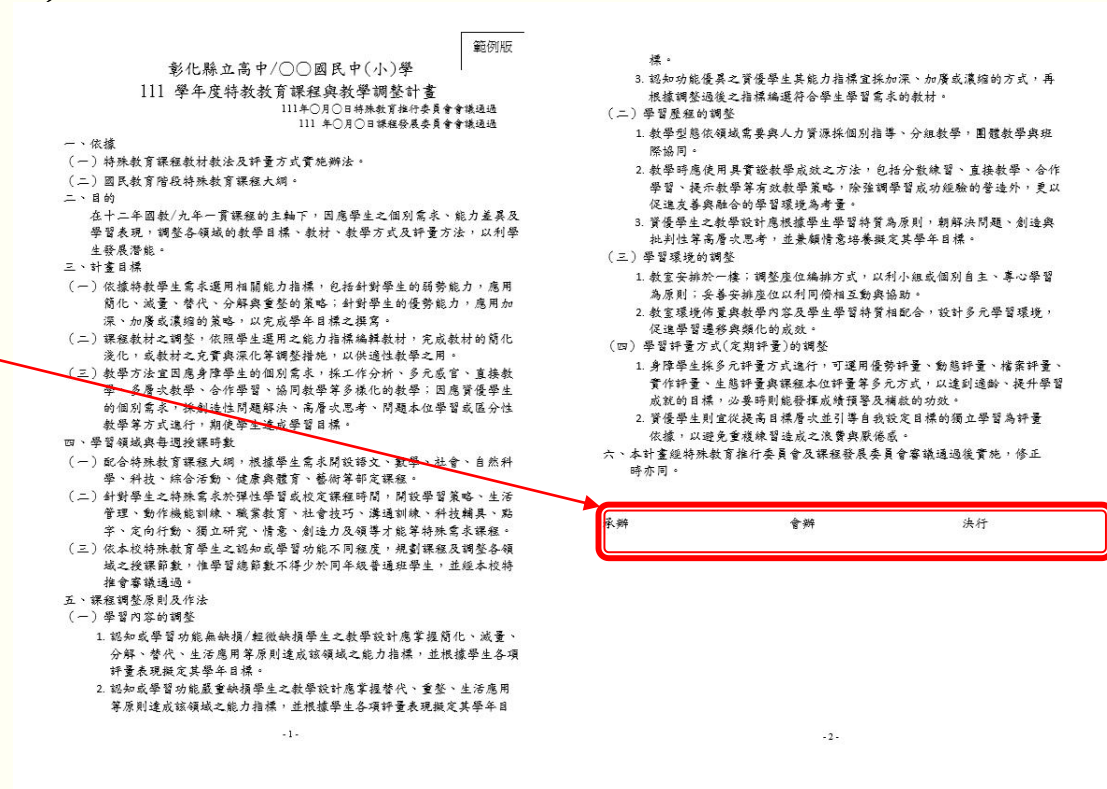 範例版
彰化縣立高中/○○國民中(小)學
111 學年度特教教育課程與教學調整計畫
111年○月○日特殊教育推行委員會會議通過
111 年○月○日課程發展委員會會議通過
一、依據
(一)特殊教育課程教材教法及評量方式實施辦法。
(二)國民教育階段特殊教育課程大綱。
二、目的
在十二年國教/九年一貫課程的主軸下，因應學生之個別需求、能力差異及
學習表現，調整各領域的教學目標、教材、教學方式及評量方法，以利學
生發展潛能。
三、計畫目標
(一)依據特教學生需求選用相關能力指標，包括針對學生的弱勢能力，應用
簡化、減量、替代、分解與重整的策略；針對學生的優勢能力，應用加
深、加廣或濃縮的策略，以完成學年目標之撰寫。
(二)課程教材之調整，依照學生選用之能力指標編輯教材，完成教材的簡化
淺化，或教材之充實與深化等調整措施，以供適性教學之用。
(三)教學方法宜因應身障學生的個別需求，採工作分析、多元感官、直接教
學、多層次教學、合作學習、協同教學等多樣化的教學；因應資優學生
的個別需求，採創造性問題解決、高層次思考、問題本位學習或區分性
教學等方式進行，期使學生達成學習目標。
四、學習領域與每週授課時數
(一)配合特殊教育課程大綱，根據學生需求開設語文、數學、社會、自然科
學、科技、綜合活動、健康與體育、藝術等部定課程。
(二)針對學生之特殊需求於彈性學習或校定課程時間，開設學習策略、生活
管理、動作機能訓練、職業教育、社會技巧、溝通訓練、科技輔具、點
字、定向行動、獨立研究、情意、創造力及領導才能等特殊需求課程。
(三)依本校特殊教育學生之認知或學習功能不同程度，規劃課程及調整各領
域之授課節數，惟學習總節數不得少於同年級普通班學生，並經本校特
推會審議通過。
五、課程調整原則及作法
(一)學習內容的調整
1. 認知或學習功能無缺損/輕微缺損學生之教學設計應掌握簡化、減量、
分解、替代、生活應用等原則達成該領域之能力指標，並根據學生各項
評量表現擬定其學年目標。
2. 認知或學習功能嚴重缺損學生之教學設計應掌握替代、重整、生活應用
等原則達成該領域之能力指標，並根據學生各項評量表現擬定其學年目
-1-
標。
3. 認知功能優異之資優學生其能力指標宜採加深、加廣或濃縮的方式，再
根據調整過後之指標編選符合學生學習需求的教材。
(二)學習歷程的調整
1. 教學型態依領域需要與人力資源採個別指導、分組教學，團體教學與班
際協同。
2. 教學時應使用具實證教學成效之方法，包括分散練習、直接教學、合作
學習、提示教學等有效教學策略，除強調學習成功經驗的營造外，更以
促進友善與融合的學習環境為考量。
3. 資優學生之教學設計應根據學生學習特質為原則，朝解決問題、創造與
批判性等高層次思考，並兼顧情意培養擬定其學年目標。
(三)學習環境的調整
1. 教室安排於一樓；調整座位編排方式，以利小組或個別自主、專心學習
為原則；妥善安排座位以利同儕相互動與協助。
2. 教室環境佈置與教學內容及學生學習特質相配合，設計多元學習環境，
促進學習遷移與類化的成效。
(四)學習評量方式(定期評量)的調整
1. 身障學生採多元評量方式進行，可運用優勢評量、動態評量、檔案評量、
實作評量、生態評量與課程本位評量等多元方式，以達到適齡、提升學習
成就的目標，必要時則能發揮成績預警及補救的功效。
2. 資優學生則宜從提高目標層次並引導自我設定目標的獨立學習為評量
依據，以避免重複練習造成之浪費與厭倦感。
六、本計畫經特殊教育推行委員會及課程發展委員會審議通過後實施，修正
時亦同。
承辦 會辦 決行
-2-